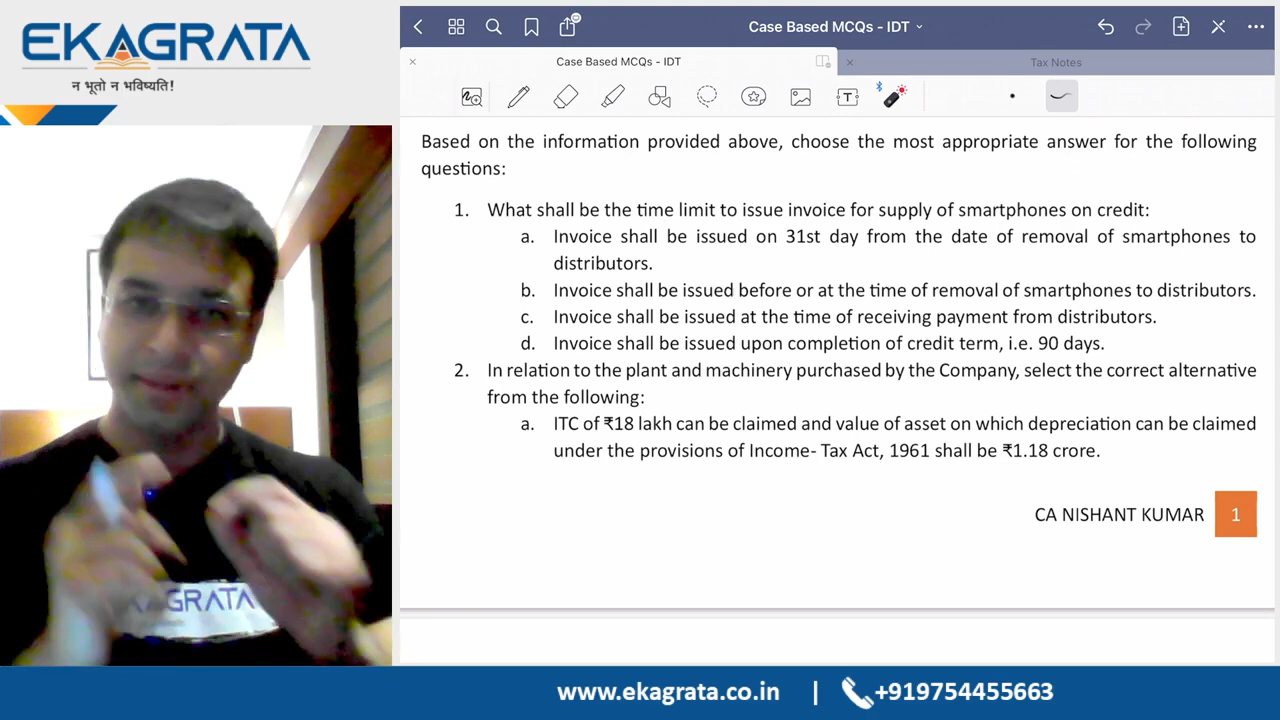 EKAGRATA
न भूतो न भविष्यति!
Case Based MCQs - IDT
Case Based MCQs - IDT
Tax Notes
Based on the information provided above, choose the most appropriate answer for the following
questions:
1. What shall be the time limit to issue invoice for supply of smartphones on credit:
a. Invoice shall be issued on 31st day from the date of removal of smartphones to
distributors.
b. Invoice shall be issued before or at the time of removal of smartphones to distributors.
c. Invoice shall be issued at the time of receiving payment from distributors.
d. Invoice shall be issued upon completion of credit term, i.e. 90 days.
2. In relation to the plant and machinery purchased by the Company, select the correct alternative
from the following:
a. ITC of ₹18 lakh can be claimed and value of asset on which depreciation can be claimed
under the provisions of Income- Tax Act, 1961 shall be ₹1.18 crore.
CA NISHANT KUMAR 1
EKAGRATA
www.ekagrata.co.in | +919754455663